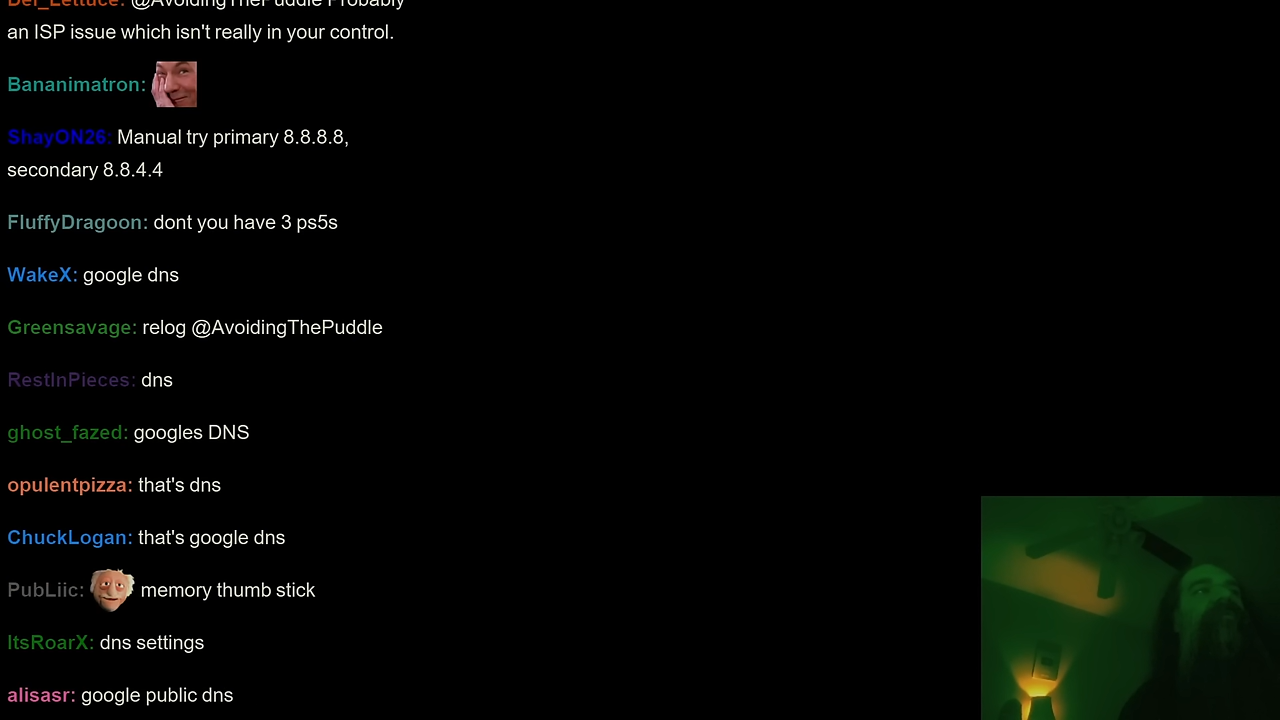 Def_Lettuce: @AvoidingThePuddle Probably
an ISP issue which isn't really in your control.
Bananimatron:
ShayON26: Manual try primary 8.8.8.8,
secondary 8.8.4.4
FluffyDragoon: dont you have 3 ps5s
WakeX: google dns
Greensavage: relog @AvoidingThePuddle
RestInPieces: dns
ghost_fazed: googles DNS
opulentpizza: that's dns
ChuckLogan: that's google dns
PubLiic: memory thumb stick
ItsRoarX: dns settings
alisasr: google public dns